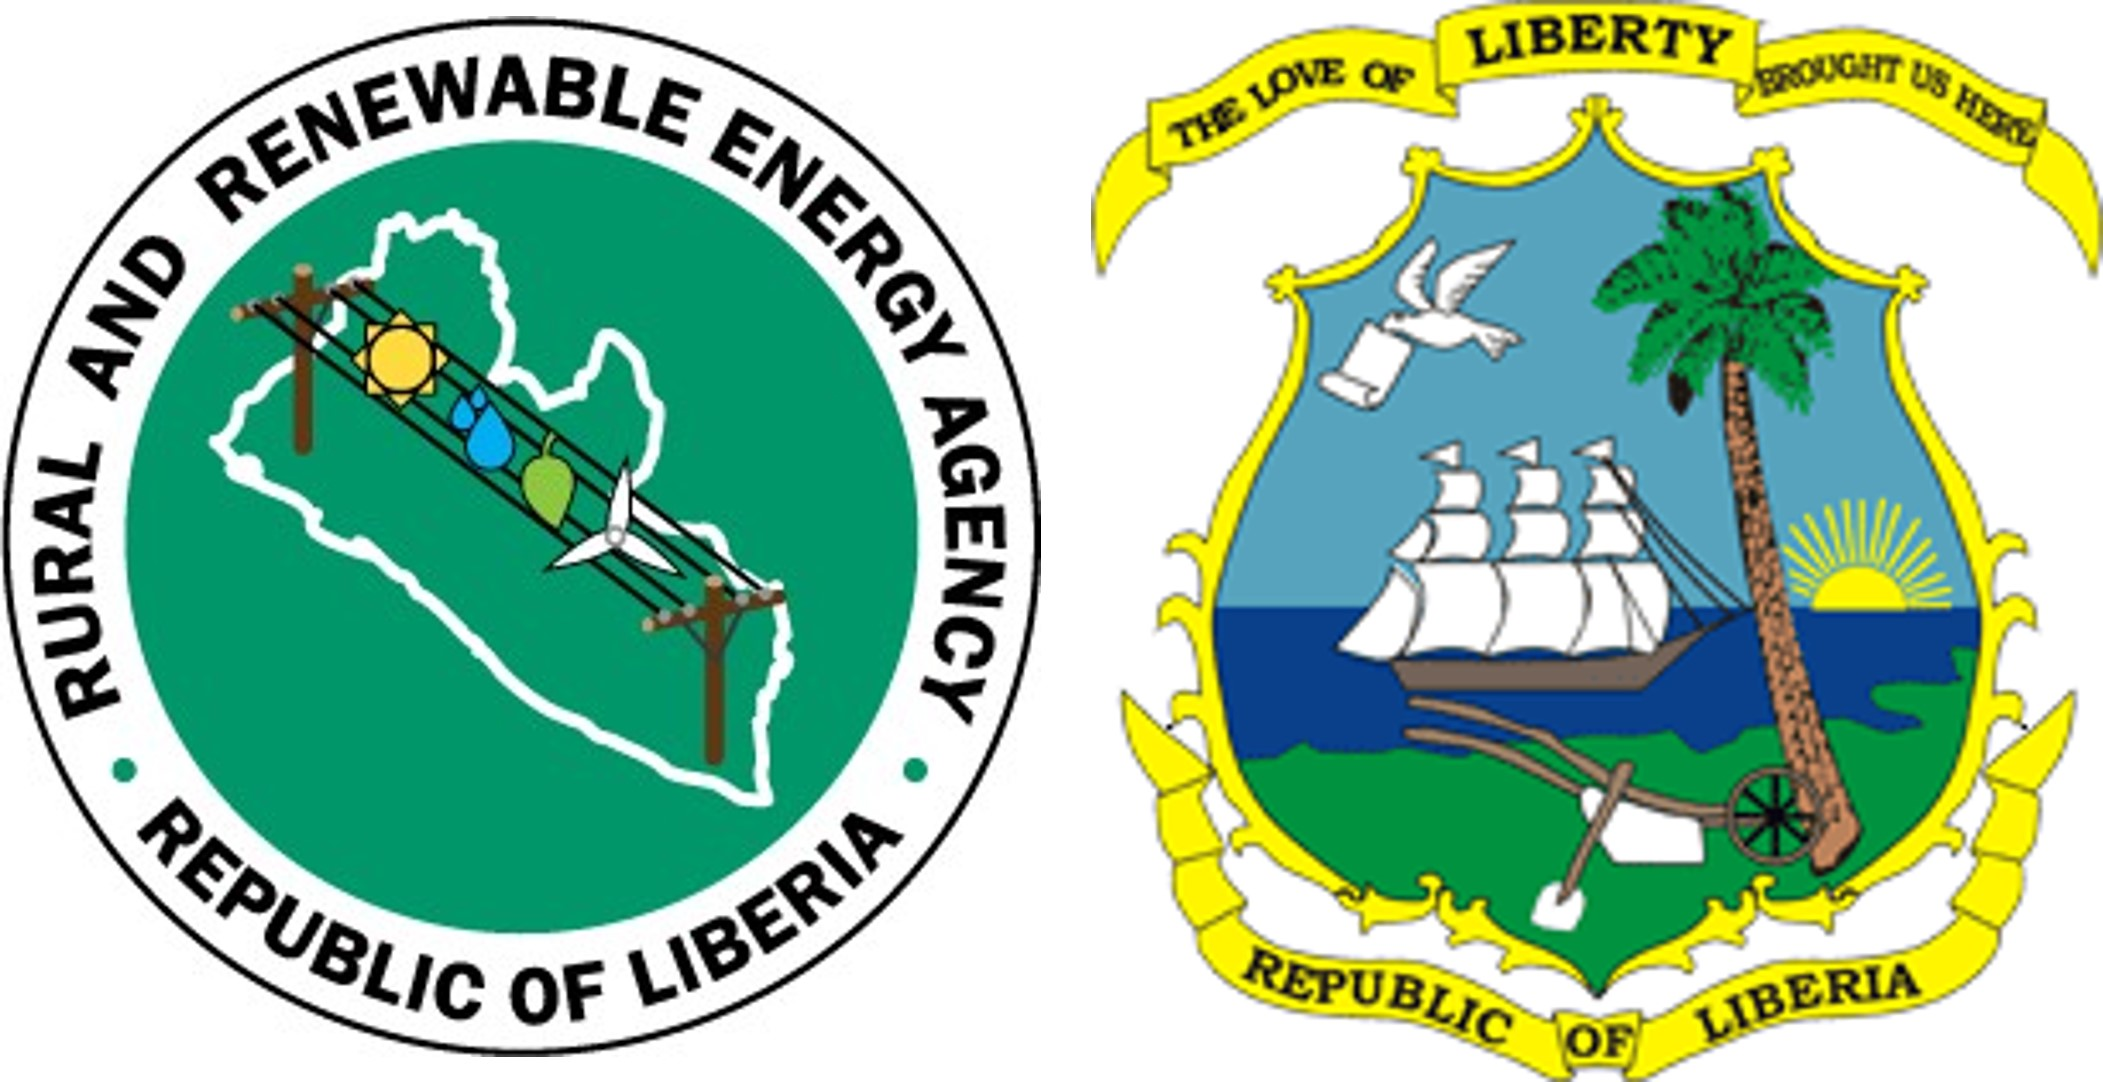 RURAL AND RENEWABLE ENERGY AGENCY
REPUBLIC OF LIBERIA
THE LOVE OF LIBERTY BROUGHT US HERE
REPUBLIC OF LIBERIA